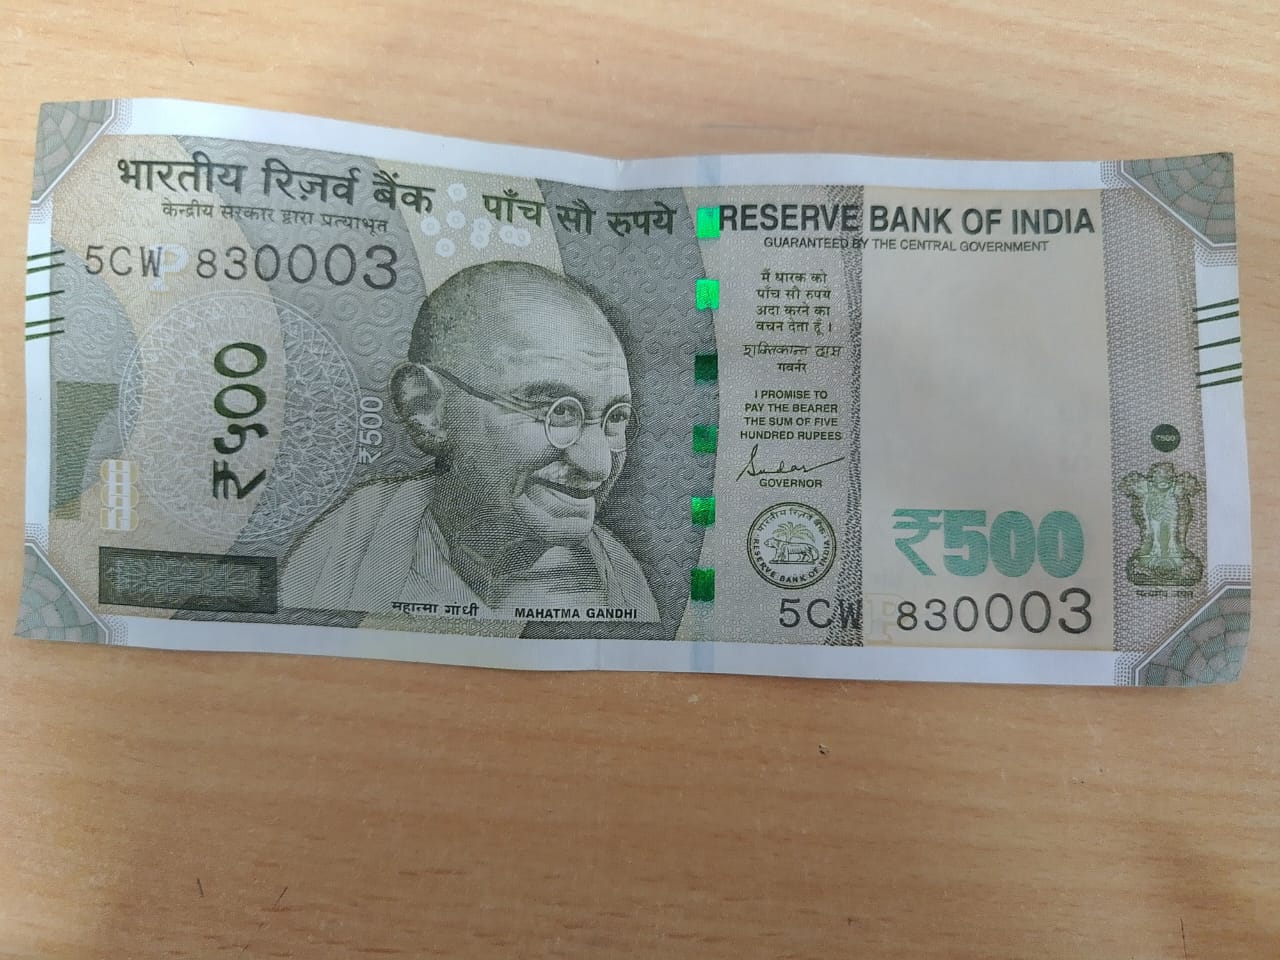 भारतीय रिज़र्व बैंक
केन्द्रीय सरकार द्वारा प्रत्याभूत
पाँच सौ रुपये
5CW 830003
₹५००
₹500
महात्मा गांधी MAHATMA GANDHI
RESERVE BANK OF INDIA
GUARANTEED BY THE CENTRAL GOVERNMENT
मैं धारक को
पाँच सौ रुपये
अदा करने का
वचन देता हूँ।
शक्तिकान्त दास
गवर्नर
I PROMISE TO
PAY THE BEARER
THE SUM OF FIVE
HUNDRED RUPEES
GOVERNOR
भारतीय रिज़र्व बैंक
RESERVE BANK OF INDIA
₹500
₹500
सत्यमेव जयते
5CW 830003